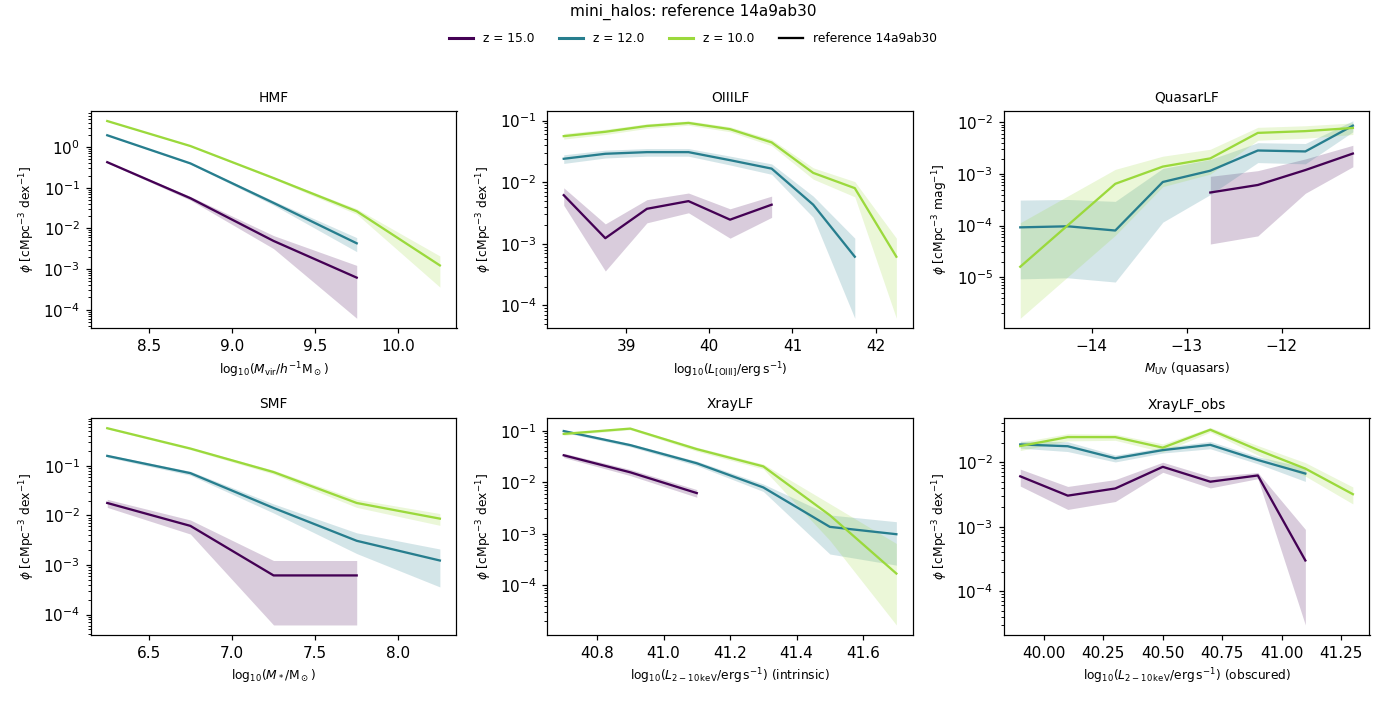 mini_halos: reference 14a9ab30
z = 15.0 z = 12.0 z = 10.0 reference 14a9ab30
HMF
ϕ [cMpc⁻³ dex⁻¹]
10⁰
10⁻¹
10⁻²
10⁻³
10⁻⁴
8.5 9.0 9.5 10.0
log₁₀(M_vir/h⁻¹M⊙)
OIIILF
ϕ [cMpc⁻³ dex⁻¹]
10⁻¹
10⁻²
10⁻³
10⁻⁴
39 40 41 42
log₁₀(L_[OIII]/erg s⁻¹)
QuasarLF
ϕ [cMpc⁻³ mag⁻¹]
10⁻²
10⁻³
10⁻⁴
10⁻⁵
−14 −13 −12
M_UV (quasars)
SMF
ϕ [cMpc⁻³ dex⁻¹]
10⁻¹
10⁻²
10⁻³
10⁻⁴
6.5 7.0 7.5 8.0
log₁₀(M_*/M⊙)
XrayLF
ϕ [cMpc⁻³ dex⁻¹]
10⁻¹
10⁻²
10⁻³
10⁻⁴
40.8 41.0 41.2 41.4 41.6
log₁₀(L_2−10keV/erg s⁻¹) (intrinsic)
XrayLF_obs
ϕ [cMpc⁻³ dex⁻¹]
10⁻²
10⁻³
10⁻⁴
40.00 40.25 40.50 40.75 41.00 41.25
log₁₀(L_2−10keV/erg s⁻¹) (obscured)